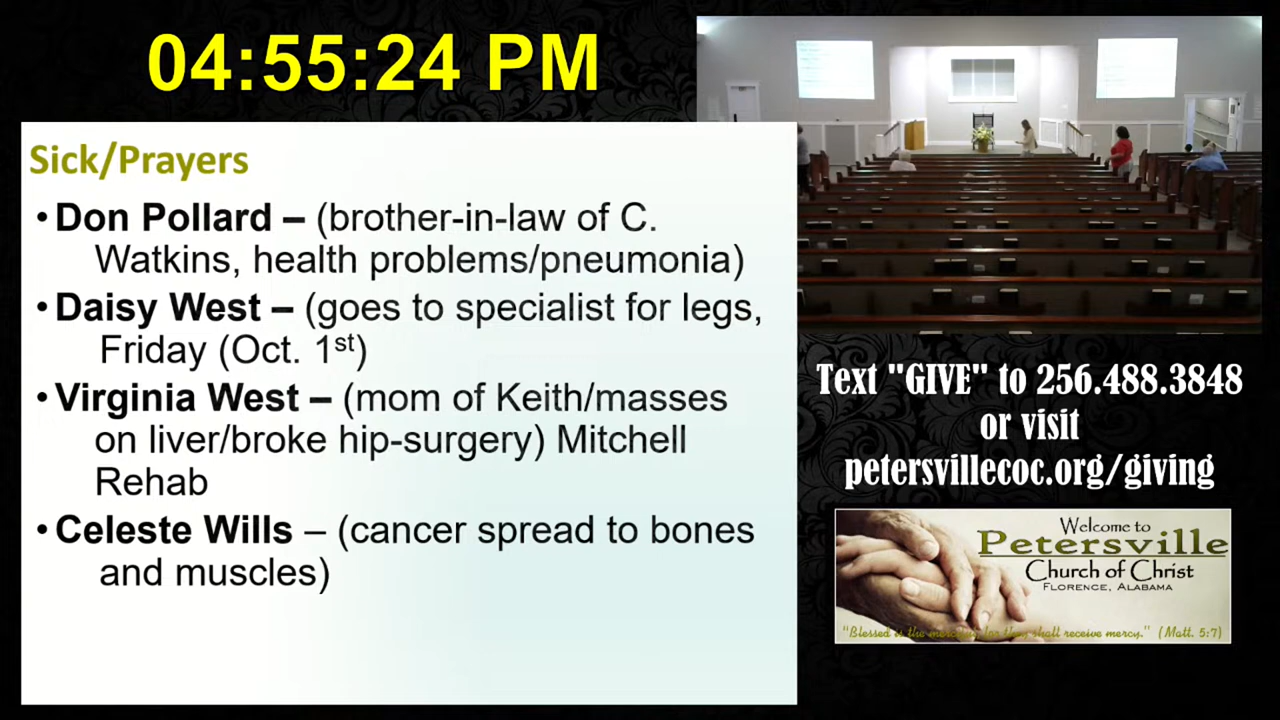 04:55:24 PM
Sick/Prayers
•Don Pollard – (brother-in-law of C.
Watkins, health problems/pneumonia)
•Daisy West – (goes to specialist for legs,
Friday (Oct. 1st)
•Virginia West – (mom of Keith/masses
on liver/broke hip-surgery) Mitchell
Rehab
•Celeste Wills – (cancer spread to bones
and muscles)
Text "GIVE" to 256.488.3848
or visit
petersvillecoc.org/giving
Welcome to
Petersville
Church of Christ
FLORENCE, ALABAMA
"Blessed is the merciful for they shall receive mercy." (Matt. 5:7)